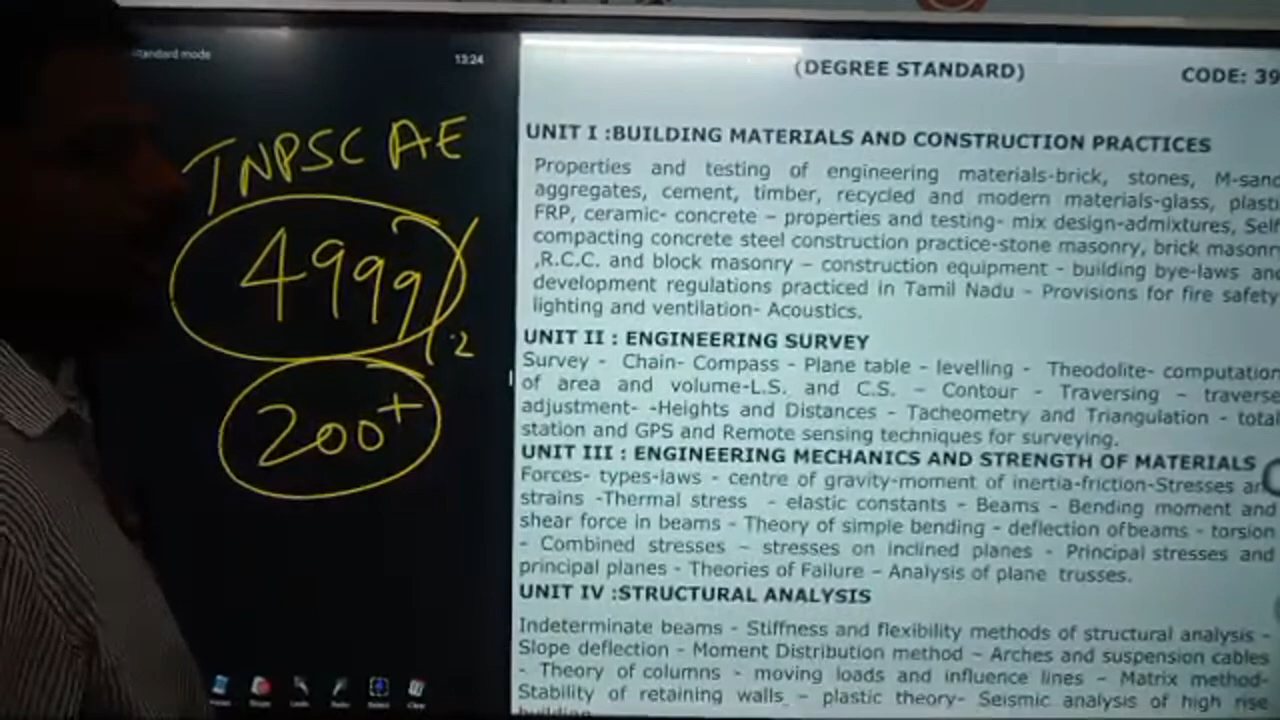 standard mode
13:24
TNPSC AE
4999/
200+
(DEGREE STANDARD)
CODE: 39
UNIT I :BUILDING MATERIALS AND CONSTRUCTION PRACTICES
Properties and testing of engineering materials-brick, stones, M-sand
aggregates, cement, timber, recycled and modern materials-glass, plasti
FRP, ceramic- concrete – properties and testing- mix design-admixtures, Self
compacting concrete steel construction practice-stone masonry, brick masonr
,R.C.C. and block masonry – construction equipment - building bye-laws and
development regulations practiced in Tamil Nadu - Provisions for fire safety
lighting and ventilation- Acoustics.
UNIT II : ENGINEERING SURVEY
Survey - Chain- Compass - Plane table - levelling - Theodolite- computation
of area and volume-L.S. and C.S. – Contour - Traversing – traverse
adjustment- -Heights and Distances - Tacheometry and Triangulation - total
station and GPS and Remote sensing techniques for surveying.
UNIT III : ENGINEERING MECHANICS AND STRENGTH OF MATERIALS
Forces- types-laws - centre of gravity-moment of inertia-friction-Stresses an
strains -Thermal stress - elastic constants - Beams - Bending moment and
shear force in beams - Theory of simple bending - deflection of beams - torsion
- Combined stresses – stresses on inclined planes - Principal stresses and
principal planes - Theories of Failure – Analysis of plane trusses.
UNIT IV :STRUCTURAL ANALYSIS
Indeterminate beams - Stiffness and flexibility methods of structural analysis -
Slope deflection - Moment Distribution method – Arches and suspension cables
- Theory of columns - moving loads and influence lines - Matrix method-
Stability of retaining walls – plastic theory- Seismic analysis of high rise
building